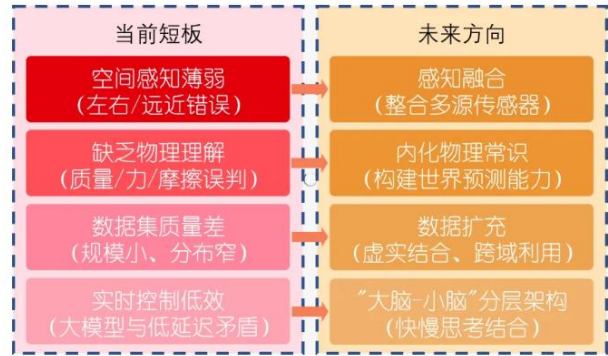 当前短板
未来方向
空间感知薄弱
(左右/远近错误)
感知融合
(整合多源传感器)
缺乏物理理解
(质量/力/摩擦误判)
内化物理常识
(构建世界预测能力)
数据集质量差
(规模小、分布窄)
数据扩充
(虚实结合、跨域利用)
实时控制低效
(大模型与低延迟矛盾)
"大脑-小脑"分层架构
(快慢思考结合)